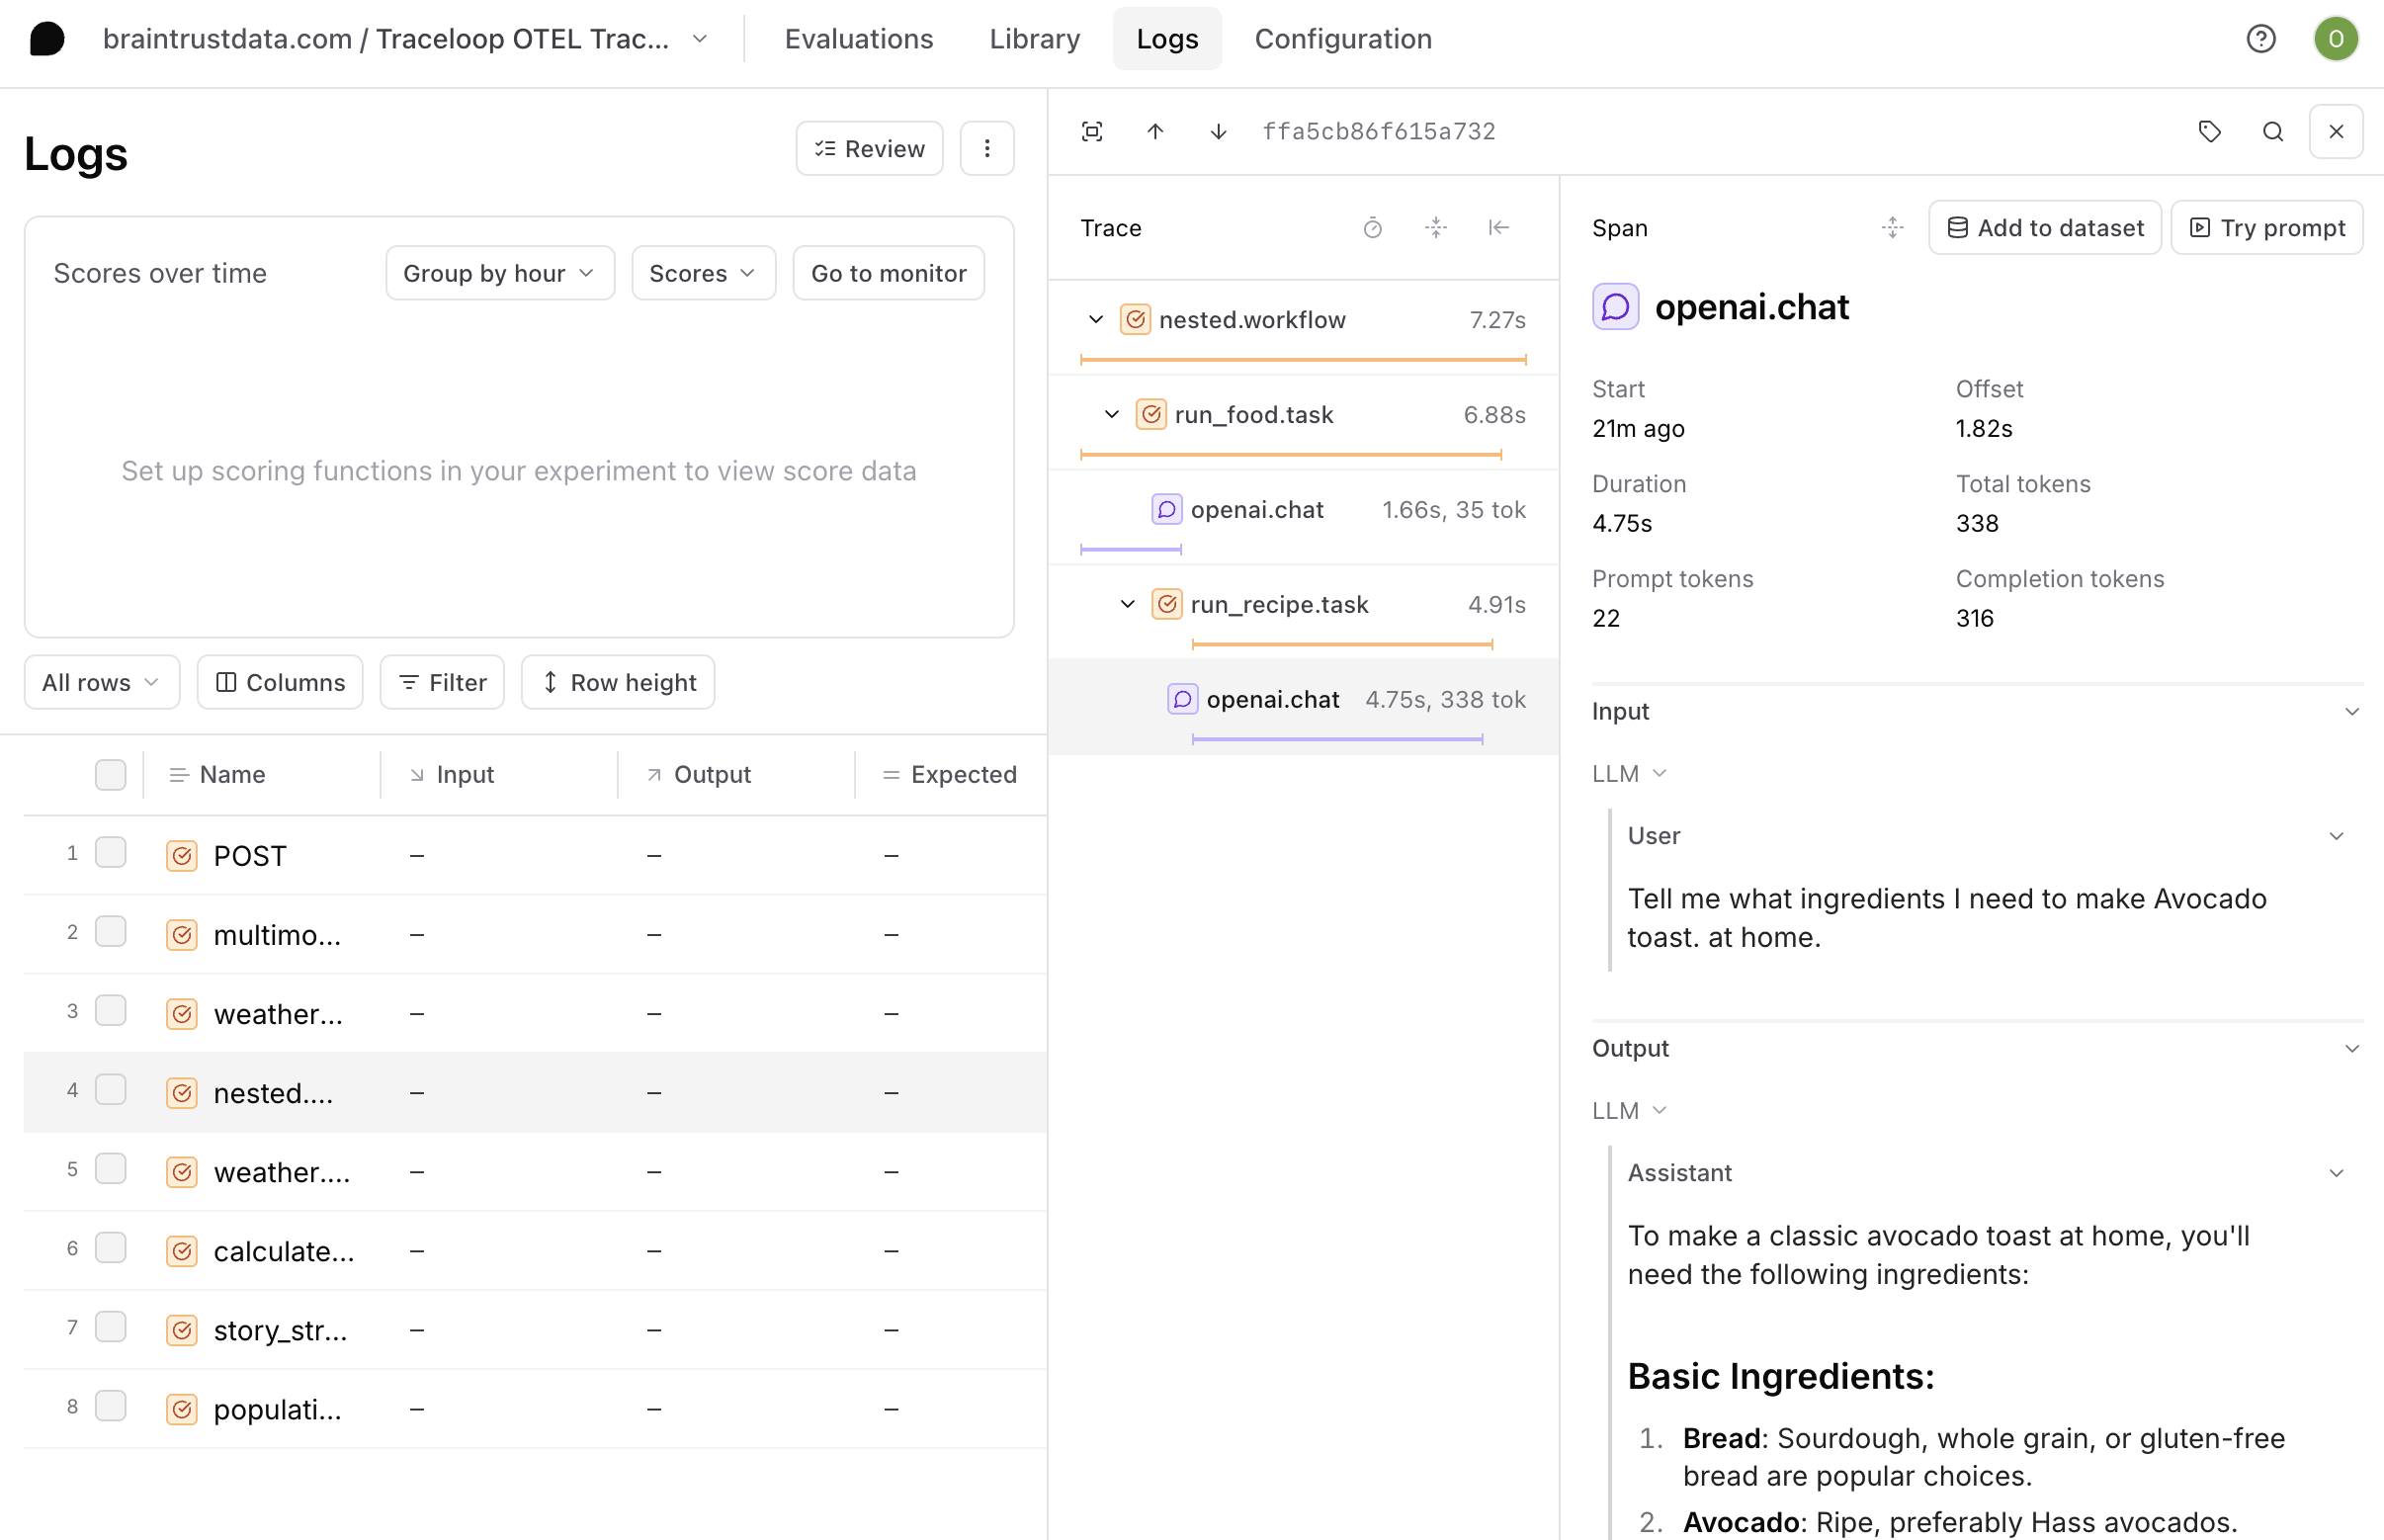 braintrustdata.com / Traceloop OTEL Trac...
Evaluations
Library
Logs
Configuration
O
Logs
Review
Scores over time
Group by hour
Scores
Go to monitor
Set up scoring functions in your experiment to view score data
All rows
Columns
Filter
Row height
Name
Input
Output
Expected
1 POST – – –
2 multimo... – – –
3 weather... – – –
4 nested.... – – –
5 weather.... – – –
6 calculate... – – –
7 story_str... – – –
8 populati... – – –
ffa5cb86f615a732
Trace
nested.workflow 7.27s
run_food.task 6.88s
openai.chat 1.66s, 35 tok
run_recipe.task 4.91s
openai.chat 4.75s, 338 tok
Span
Add to dataset
Try prompt
openai.chat
Start
21m ago
Offset
1.82s
Duration
4.75s
Total tokens
338
Prompt tokens
22
Completion tokens
316
Input
LLM
User
Tell me what ingredients I need to make Avocado
toast. at home.
Output
LLM
Assistant
To make a classic avocado toast at home, you'll
need the following ingredients:
Basic Ingredients:
1. Bread: Sourdough, whole grain, or gluten-free
bread are popular choices.
2. Avocado: Ripe, preferably Hass avocados.